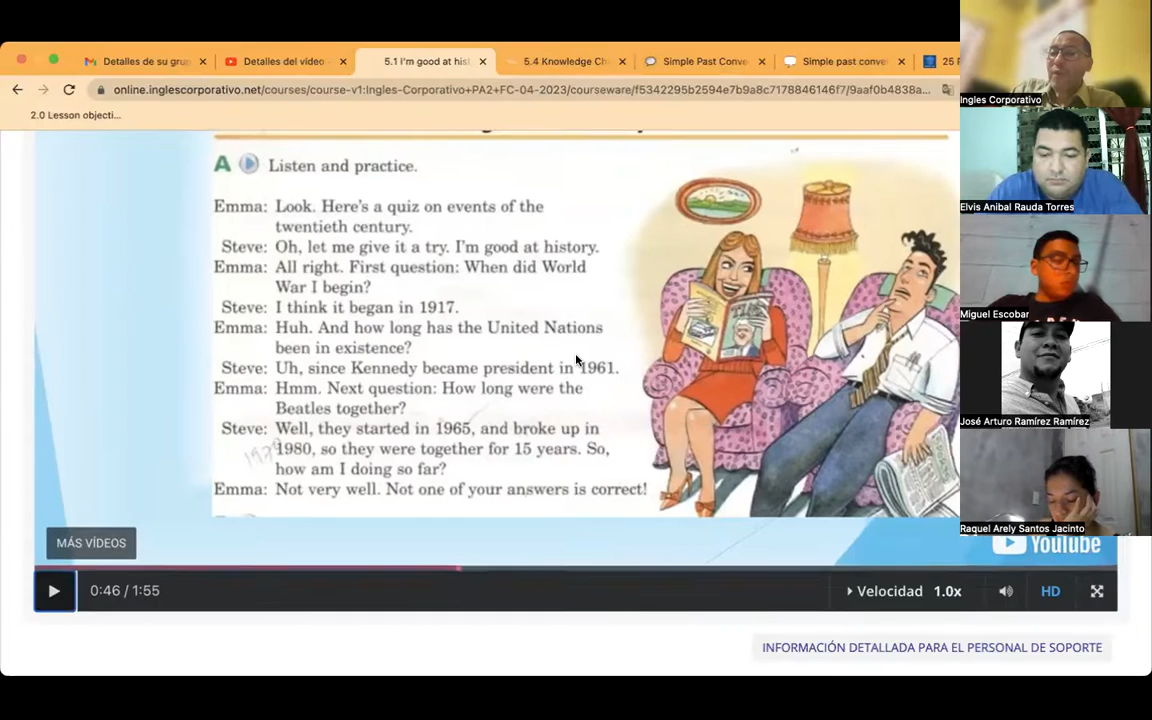 Detalles de su gru
Detalles del vídeo -
5.1 I'm good at his
5.4 Knowledge Ch
Simple Past Conve
Simple past conve
25 F
online.inglescorporativo.net/courses/course-v1:Ingles-Corporativo+PA2+FC-04-2023/courseware/f5342295b2594e7b9a8c7178846146f7/9aaf0b4838a...
2.0 Lesson objecti...
A Listen and practice.
Emma: Look. Here's a quiz on events of the
twentieth century.
Steve: Oh, let me give it a try. I'm good at history.
Emma: All right. First question: When did World
War I begin?
Steve: I think it began in 1917.
Emma: Huh. And how long has the United Nations
been in existence?
Steve: Uh, since Kennedy became president in 1961.
Emma: Hmm. Next question: How long were the
Beatles together?
Steve: Well, they started in 1965, and broke up in
1980, so they were together for 15 years. So,
how am I doing so far?
Emma: Not very well. Not one of your answers is correct!
MÁS VÍDEOS
YouTube
0:46 / 1:55
Velocidad 1.0x
HD
INFORMACIÓN DETALLADA PARA EL PERSONAL DE SOPORTE
Ingles Corporativo
Elvis Anibal Rauda Torres
Miguel Escobar
José Arturo Ramírez Ramírez
Raquel Arely Santos Jacinto